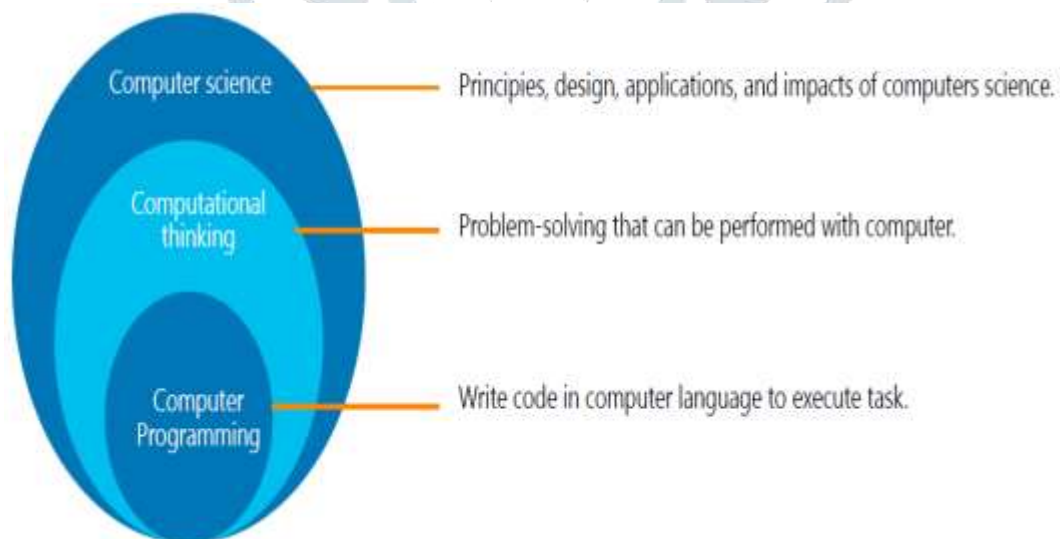 Computer science
Principies, design, applications, and impacts of computers science.
Computational
thinking
Problem-solving that can be performed with computer.
Computer
Programming
Write code in computer language to execute task.